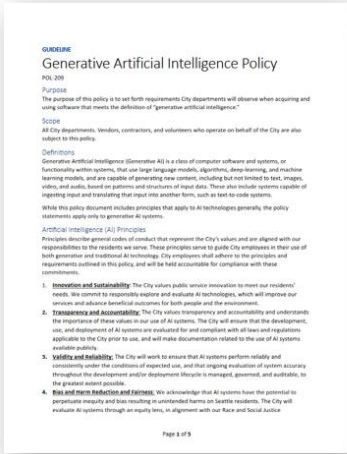 GUIDELINE
Generative Artificial Intelligence Policy
POL-209
Purpose
The purpose of this policy is to set forth requirements City departments will observe when acquiring and
using software that meets the definition of "generative artificial intelligence."
Scope
All City departments. Vendors, contractors, and volunteers who operate on behalf of the City are also
subject to this policy.
Definitions
Generative Artificial Intelligence (Generative AI) is a class of computer software and systems, or
functionality within systems, that use large language models, algorithms, deep-learning, and machine
learning models, and are capable of generating new content, including but not limited to text, images,
video, and audio, based on patterns and structures of input data. These also include systems capable of
ingesting input and translating that input into another form, such as text-to-code systems.
While this policy document includes principles that apply to AI technologies generally, the policy
statements apply only to generative AI systems.
Artificial Intelligence (AI) Principles
Principles describe general codes of conduct that represent the City's values and are aligned with our
responsibilities to the residents we serve. These principles serve to guide City employees in their use of
both generative and traditional AI technology. City employees shall adhere to the principles and
requirements outlined in this policy, and will be held accountable for compliance with these
commitments.
1. Innovation and Sustainability: The City values public service innovation to meet our residents'
needs. We commit to responsibly explore and evaluate AI technologies, which will improve our
services and advance beneficial outcomes for both people and the environment.
2. Transparency and Accountability: The City values transparency and accountability and understands
the importance of these values in our use of AI systems. The City will ensure that the development,
use, and deployment of AI systems are evaluated for and compliant with all laws and regulations
applicable to the City prior to use, and will make documentation related to the use of AI systems
available publicly.
3. Validity and Reliability: The City will work to ensure that AI systems perform reliably and
consistently under the conditions of expected use, and that ongoing evaluation of system accuracy
throughout the development and/or deployment lifecycle is managed, governed, and auditable, to
the greatest extent possible.
4. Bias and Harm Reduction and Fairness: We acknowledge that AI systems have the potential to
perpetuate inequity and bias resulting in unintended harms on Seattle residents. The City will
evaluate AI systems through an equity lens, in alignment with our Race and Social Justice
Page 1 of 5